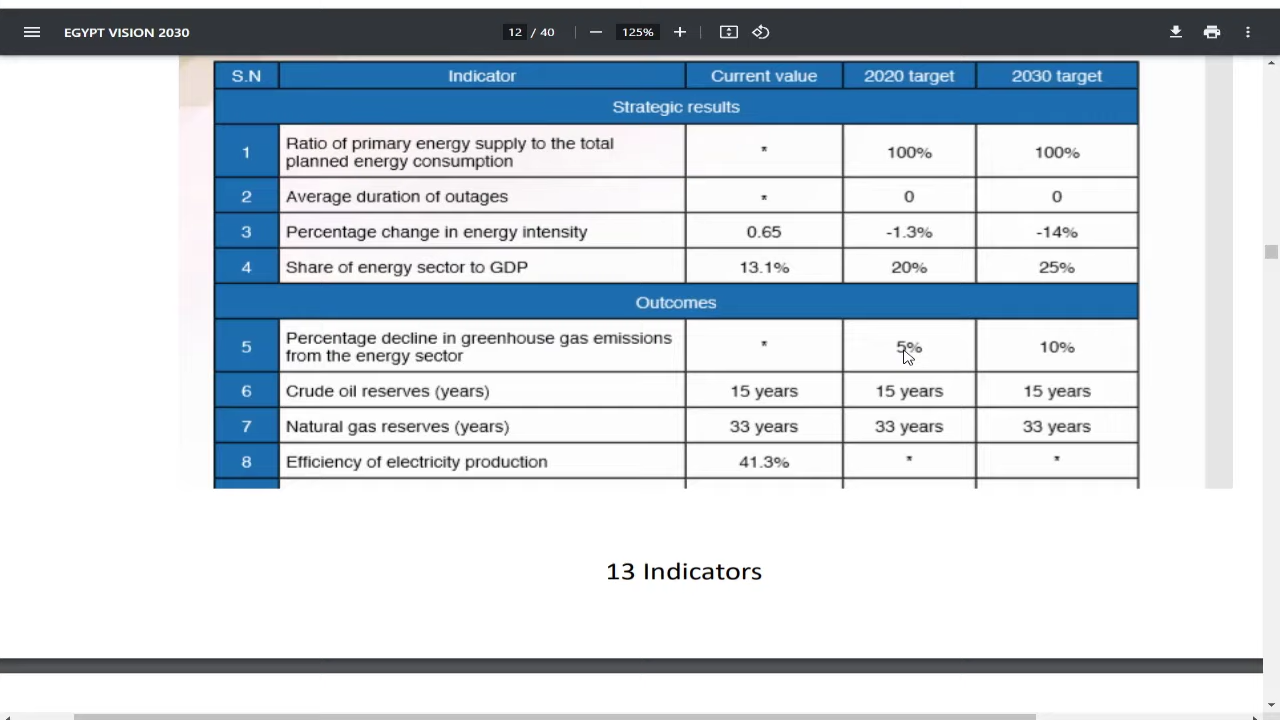 EGYPT VISION 2030
12 / 40
125%
S.N Indicator Current value 2020 target 2030 target
Strategic results
1 Ratio of primary energy supply to the total planned energy consumption * 100% 100%
2 Average duration of outages * 0 0
3 Percentage change in energy intensity 0.65 -1.3% -14%
4 Share of energy sector to GDP 13.1% 20% 25%
Outcomes
5 Percentage decline in greenhouse gas emissions from the energy sector * 5% 10%
6 Crude oil reserves (years) 15 years 15 years 15 years
7 Natural gas reserves (years) 33 years 33 years 33 years
8 Efficiency of electricity production 41.3% * *
13 Indicators